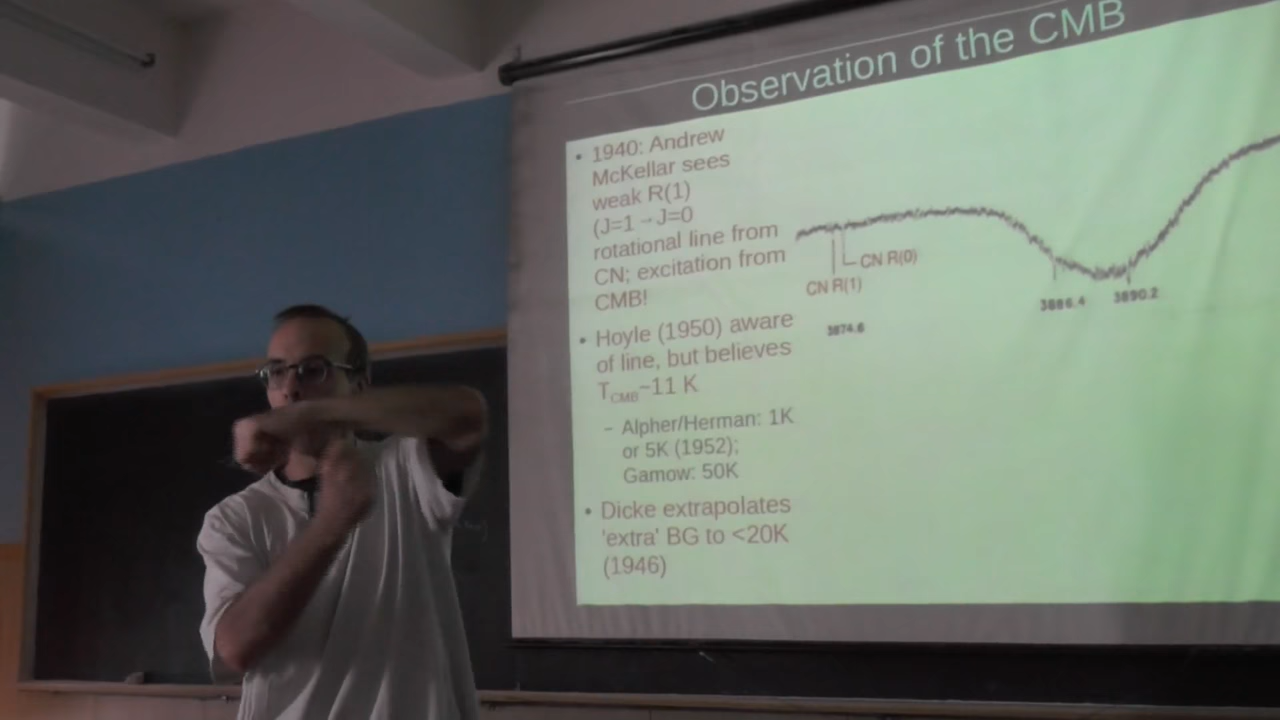 Observation of the CMB
• 1940: Andrew
McKellar sees
weak R(1)
(J=1→J=0
rotational line from
CN; excitation from
CMB!
• Hoyle (1950) aware
of line, but believes
TCMB~11 K
– Alpher/Herman: 1K
or 5K (1952);
Gamow: 50K
• Dicke extrapolates
'extra' BG to <20K
(1946)
CN R(0)
CN R(1)
3886.4
3890.2
3874.6